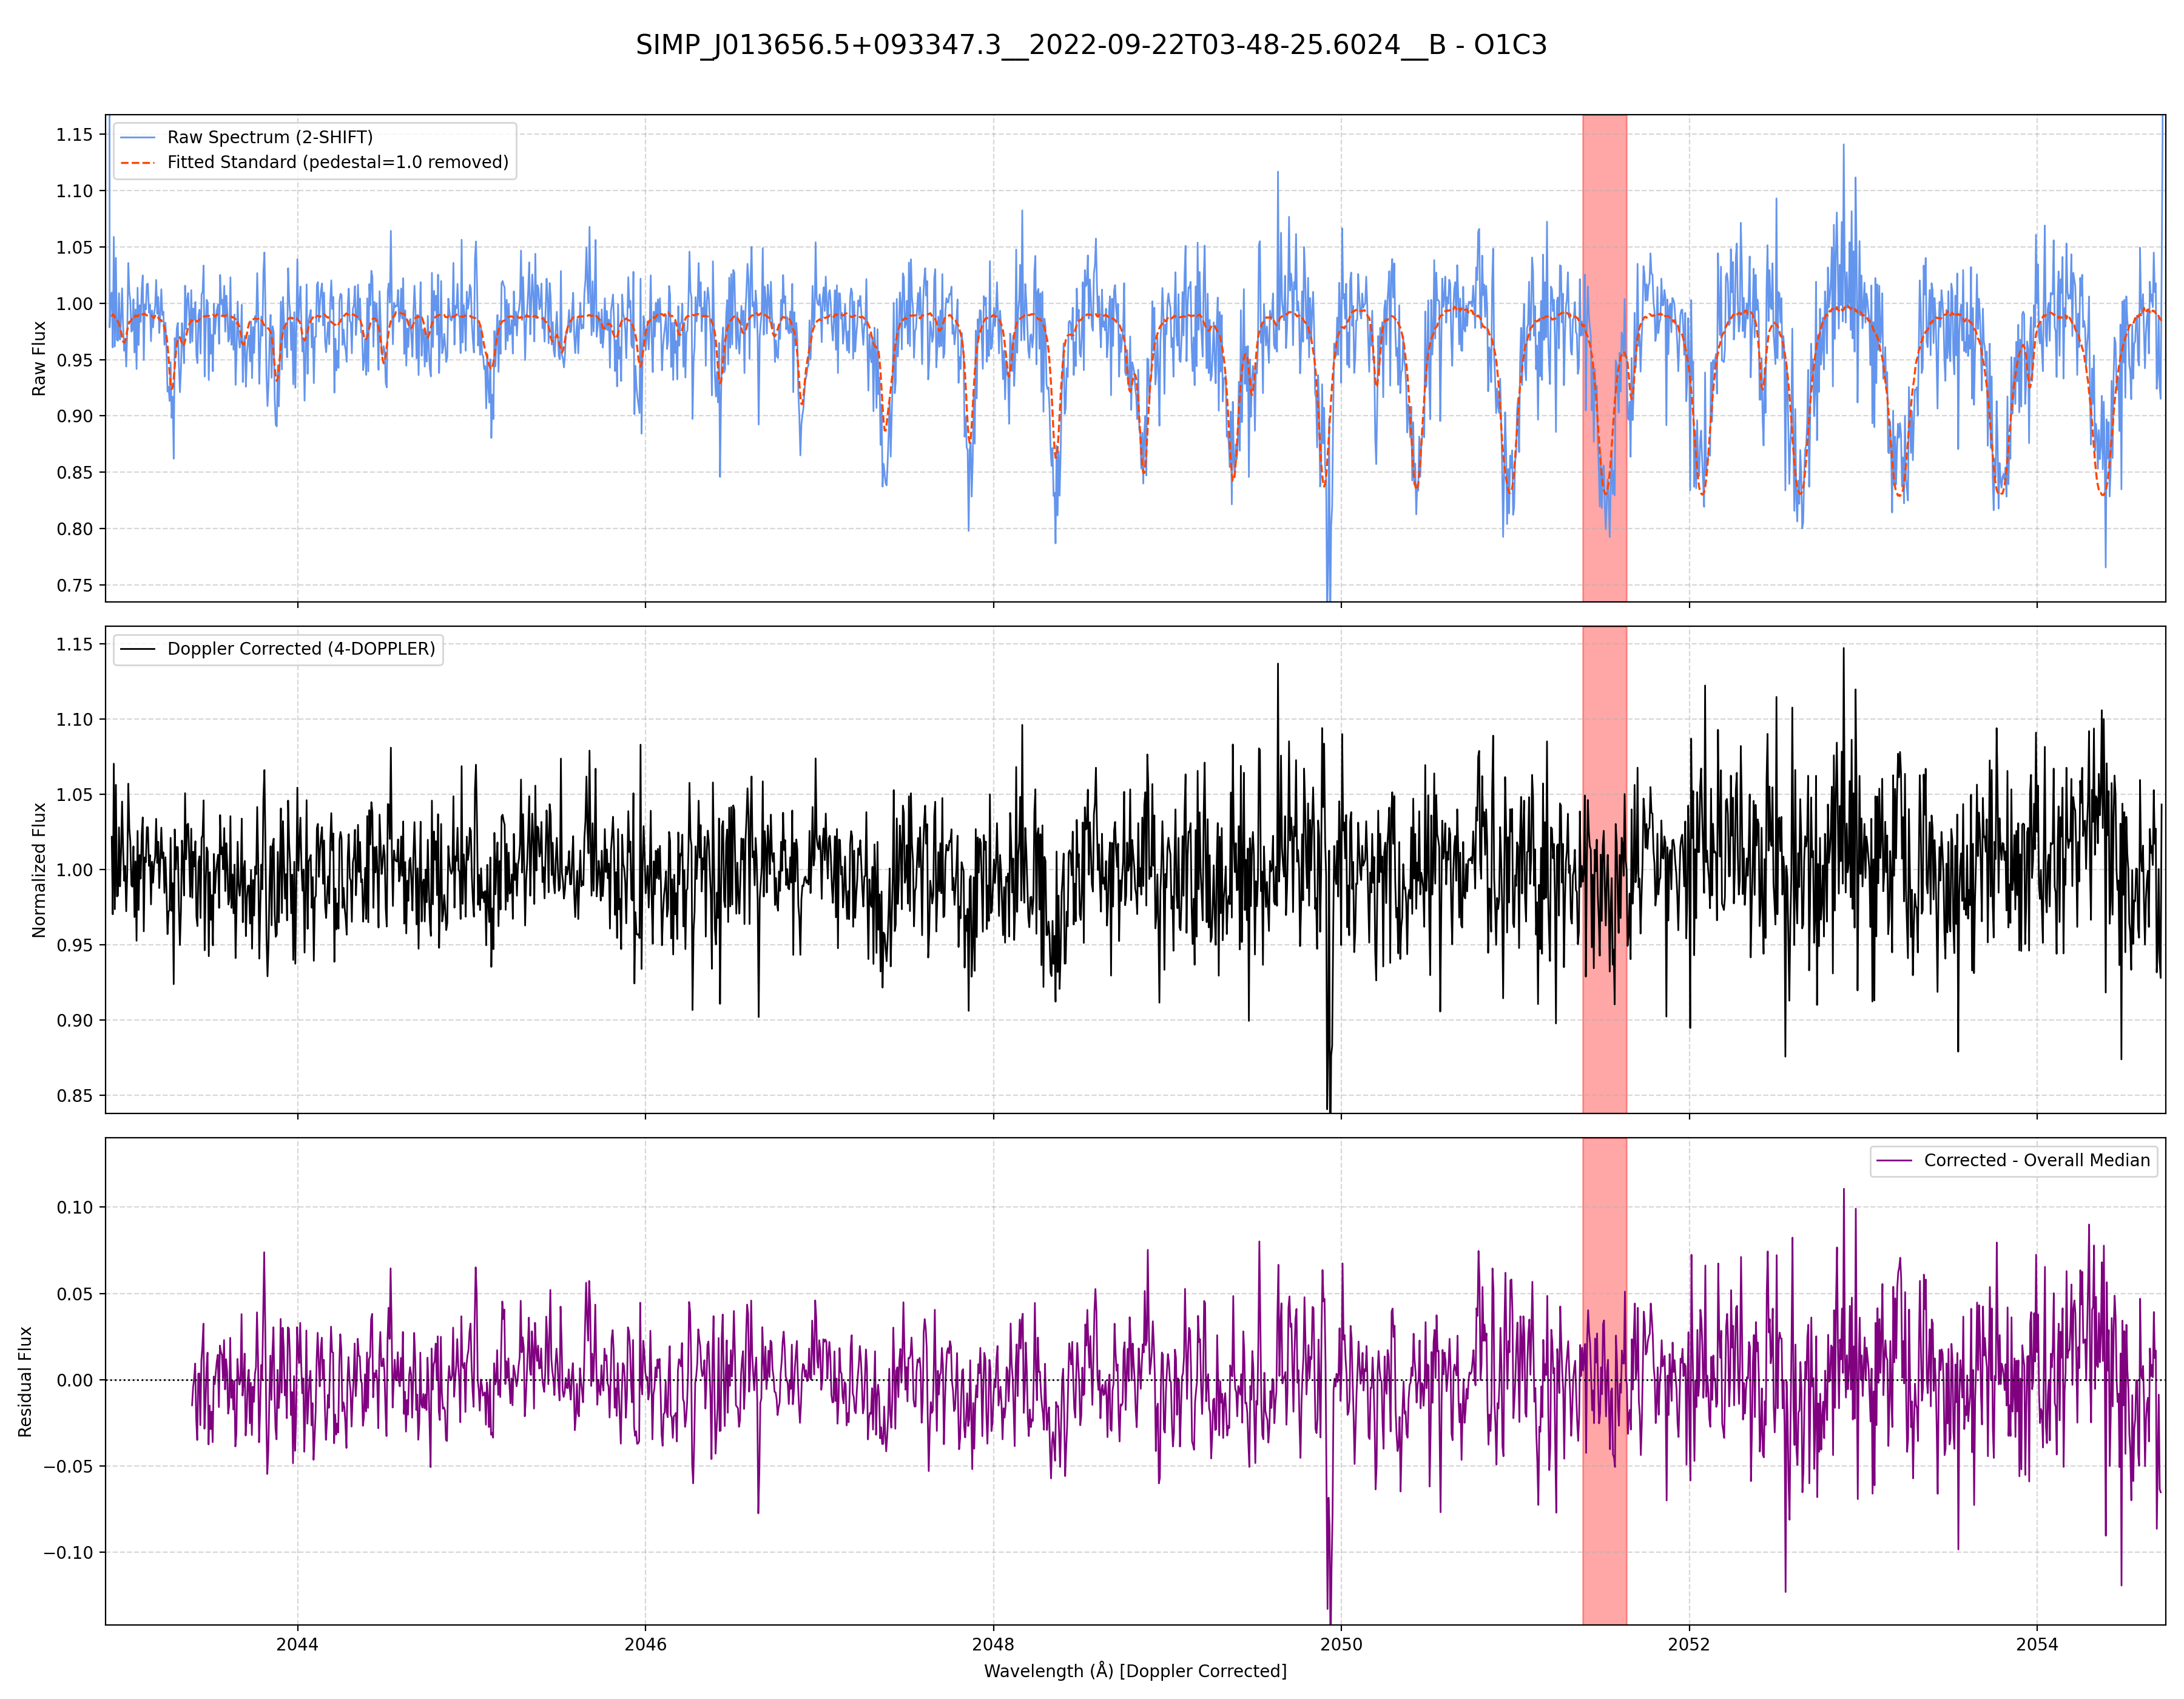 SIMP_J013656.5+093347.3__2022-09-22T03-48-25.6024__B - O1C3
Raw Spectrum (2-SHIFT)
Fitted Standard (pedestal=1.0 removed)
Raw Flux
1.15
1.10
1.05
1.00
0.95
0.90
0.85
0.80
0.75
Doppler Corrected (4-DOPPLER)
Normalized Flux
1.15
1.10
1.05
1.00
0.95
0.90
0.85
Corrected - Overall Median
Residual Flux
0.10
0.05
0.00
−0.05
−0.10
2044 2046 2048 2050 2052 2054
Wavelength (Å) [Doppler Corrected]